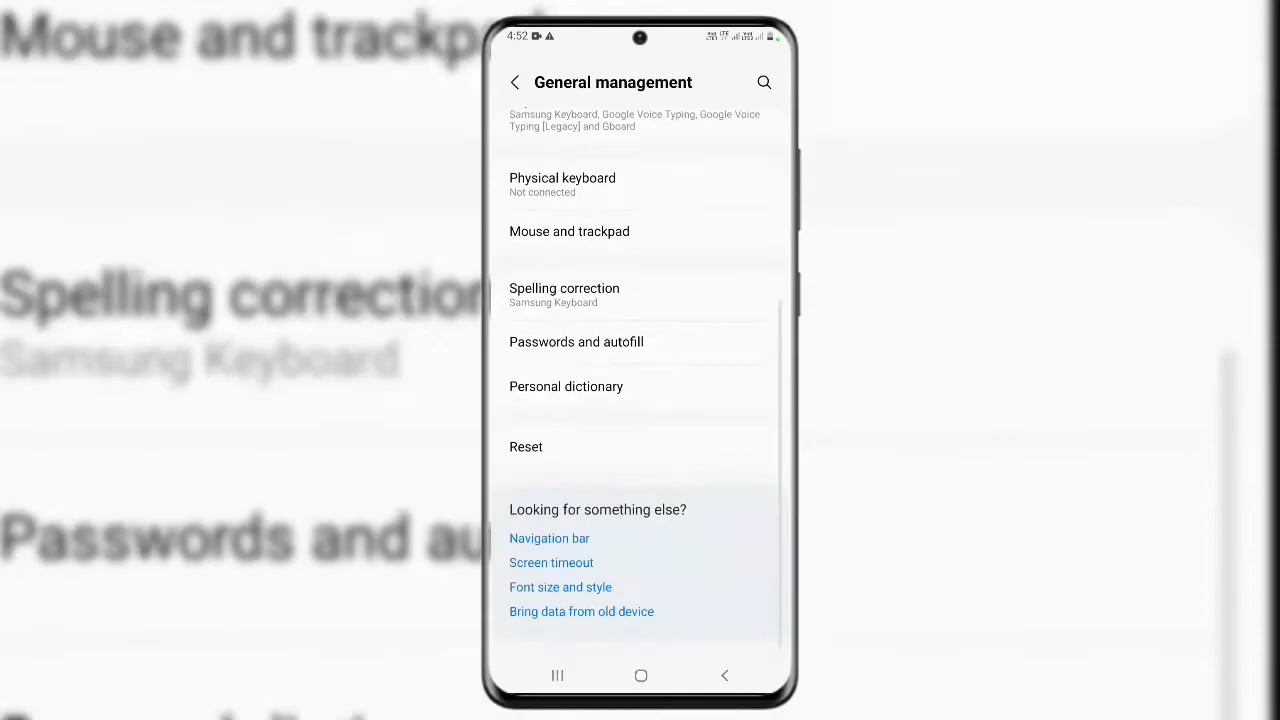 4:52
General management
Samsung Keyboard, Google Voice Typing, Google Voice
Typing [Legacy] and Gboard
Physical keyboard
Not connected
Mouse and trackpad
Spelling correction
Samsung Keyboard
Passwords and autofill
Personal dictionary
Reset
Looking for something else?
Navigation bar
Screen timeout
Font size and style
Bring data from old device
Mouse and trackp
Spelling correction
Samsung Keyboard
Passwords and au